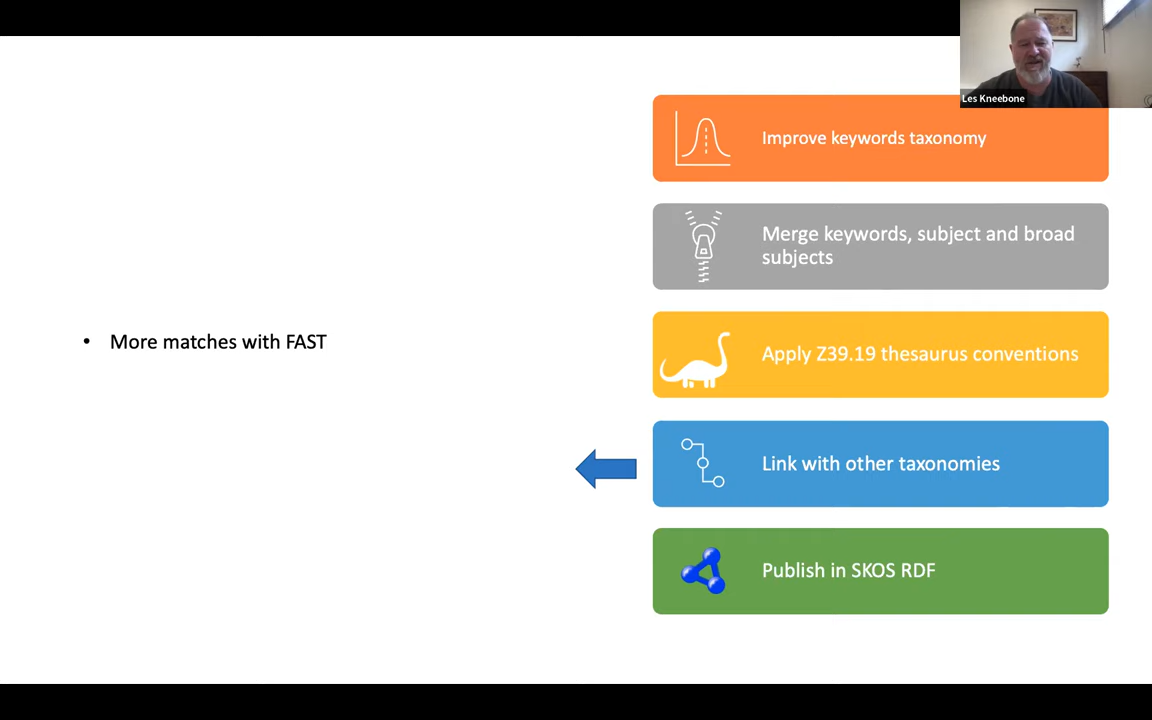 Les Kneebone
Improve keywords taxonomy
Merge keywords, subject and broad
subjects
• More matches with FAST
Apply Z39.19 thesaurus conventions
Link with other taxonomies
Publish in SKOS RDF